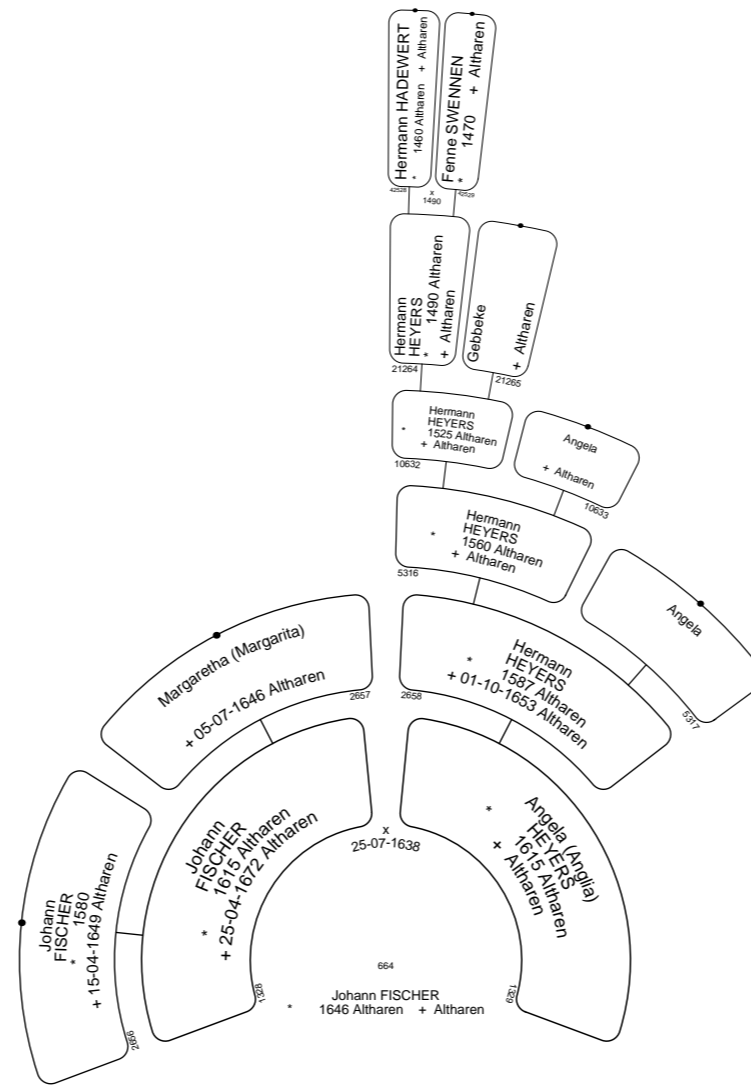 Hermann HADEWERT
* 1460 Altharen + Altharen
42528
Fenne SWENNEN
* 1470 + Altharen
42529
x
1490
Hermann
HEYERS
* 1490 Altharen
+ Altharen
21264
Gebbeke
+ Altharen
21265
Hermann
HEYERS
* 1525 Altharen
+ Altharen
10632
Angela
+ Altharen
10633
Hermann
HEYERS
* 1560 Altharen
+ Altharen
5316
Angela
5317
Margaretha (Margarita)
+ 05-07-1646 Altharen
2657
Hermann
HEYERS
* 1587 Altharen
+ 01-10-1653 Altharen
2658
Johann
FISCHER
* 1580
+ 15-04-1649 Altharen
2656
Johann
FISCHER
* 1615 Altharen
+ 25-04-1672 Altharen
1328
x
25-07-1638
Angela (Anglia)
HEYERS
* 1615 Altharen
+ Altharen
1329
664
Johann FISCHER
* 1646 Altharen + Altharen